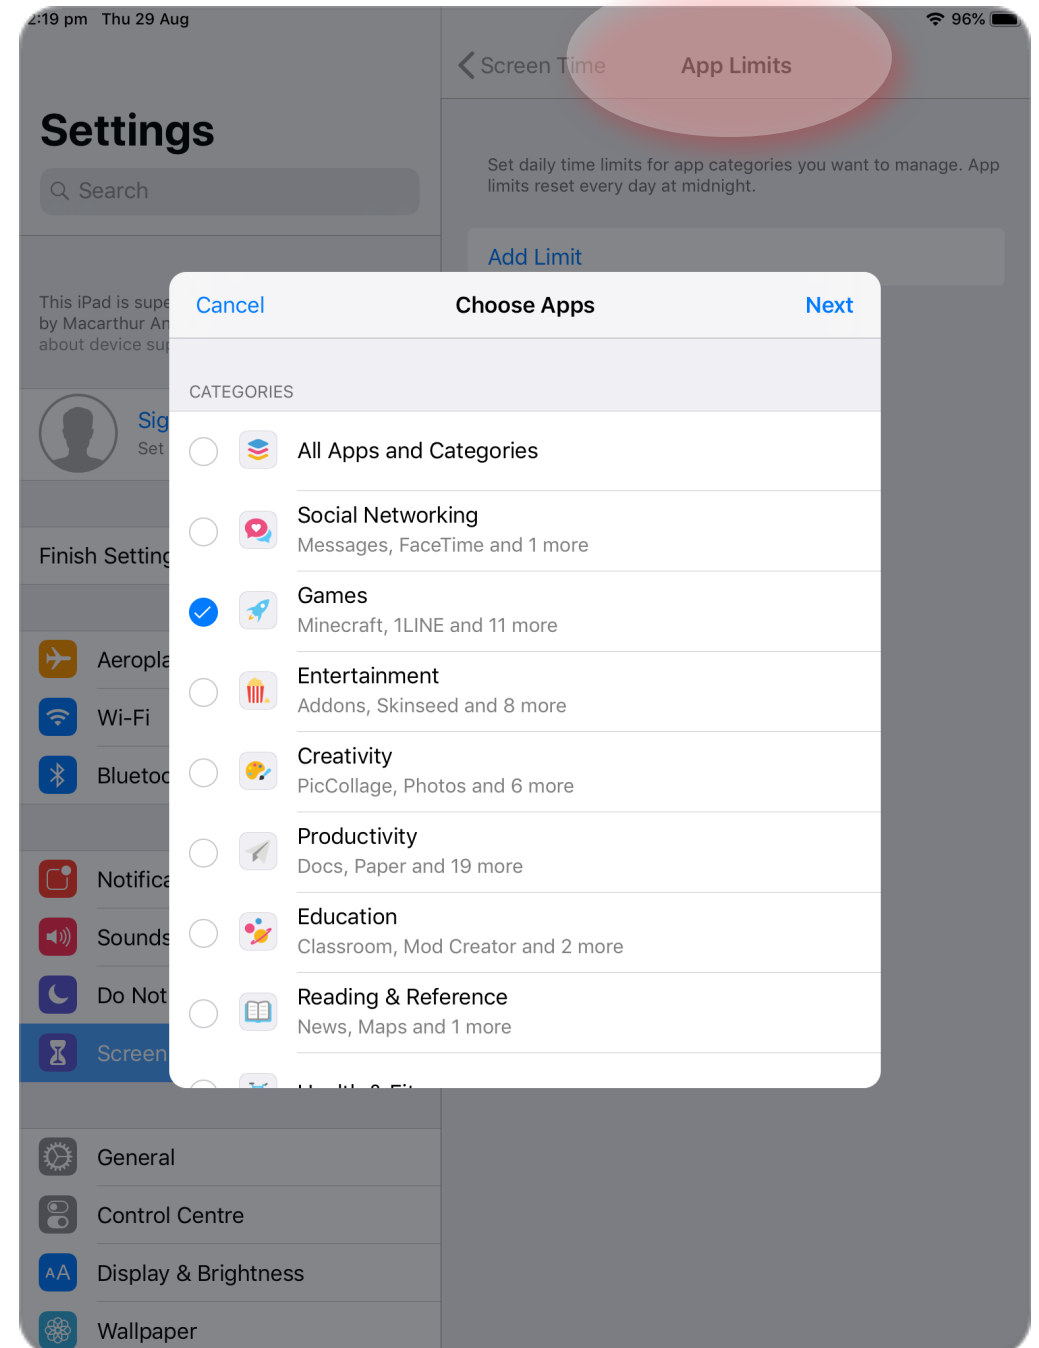 2:19 pm Thu 29 Aug
96%
Settings
Search
This iPad is supe
by Macarthur An
about device sup
Sig
Set
Finish Setting
Aeropla
Wi-Fi
Bluetoo
Notifica
Sounds
Do Not
Screen
General
Control Centre
Display & Brightness
AA
Wallpaper
Screen Time
App Limits
Set daily time limits for app categories you want to manage. App
limits reset every day at midnight.
Add Limit
Cancel
Choose Apps
Next
CATEGORIES
All Apps and Categories
Social Networking
Messages, FaceTime and 1 more
Games
Minecraft, 1LINE and 11 more
Entertainment
Addons, Skinseed and 8 more
Creativity
PicCollage, Photos and 6 more
Productivity
Docs, Paper and 19 more
Education
Classroom, Mod Creator and 2 more
Reading & Reference
News, Maps and 1 more
Health & Fit